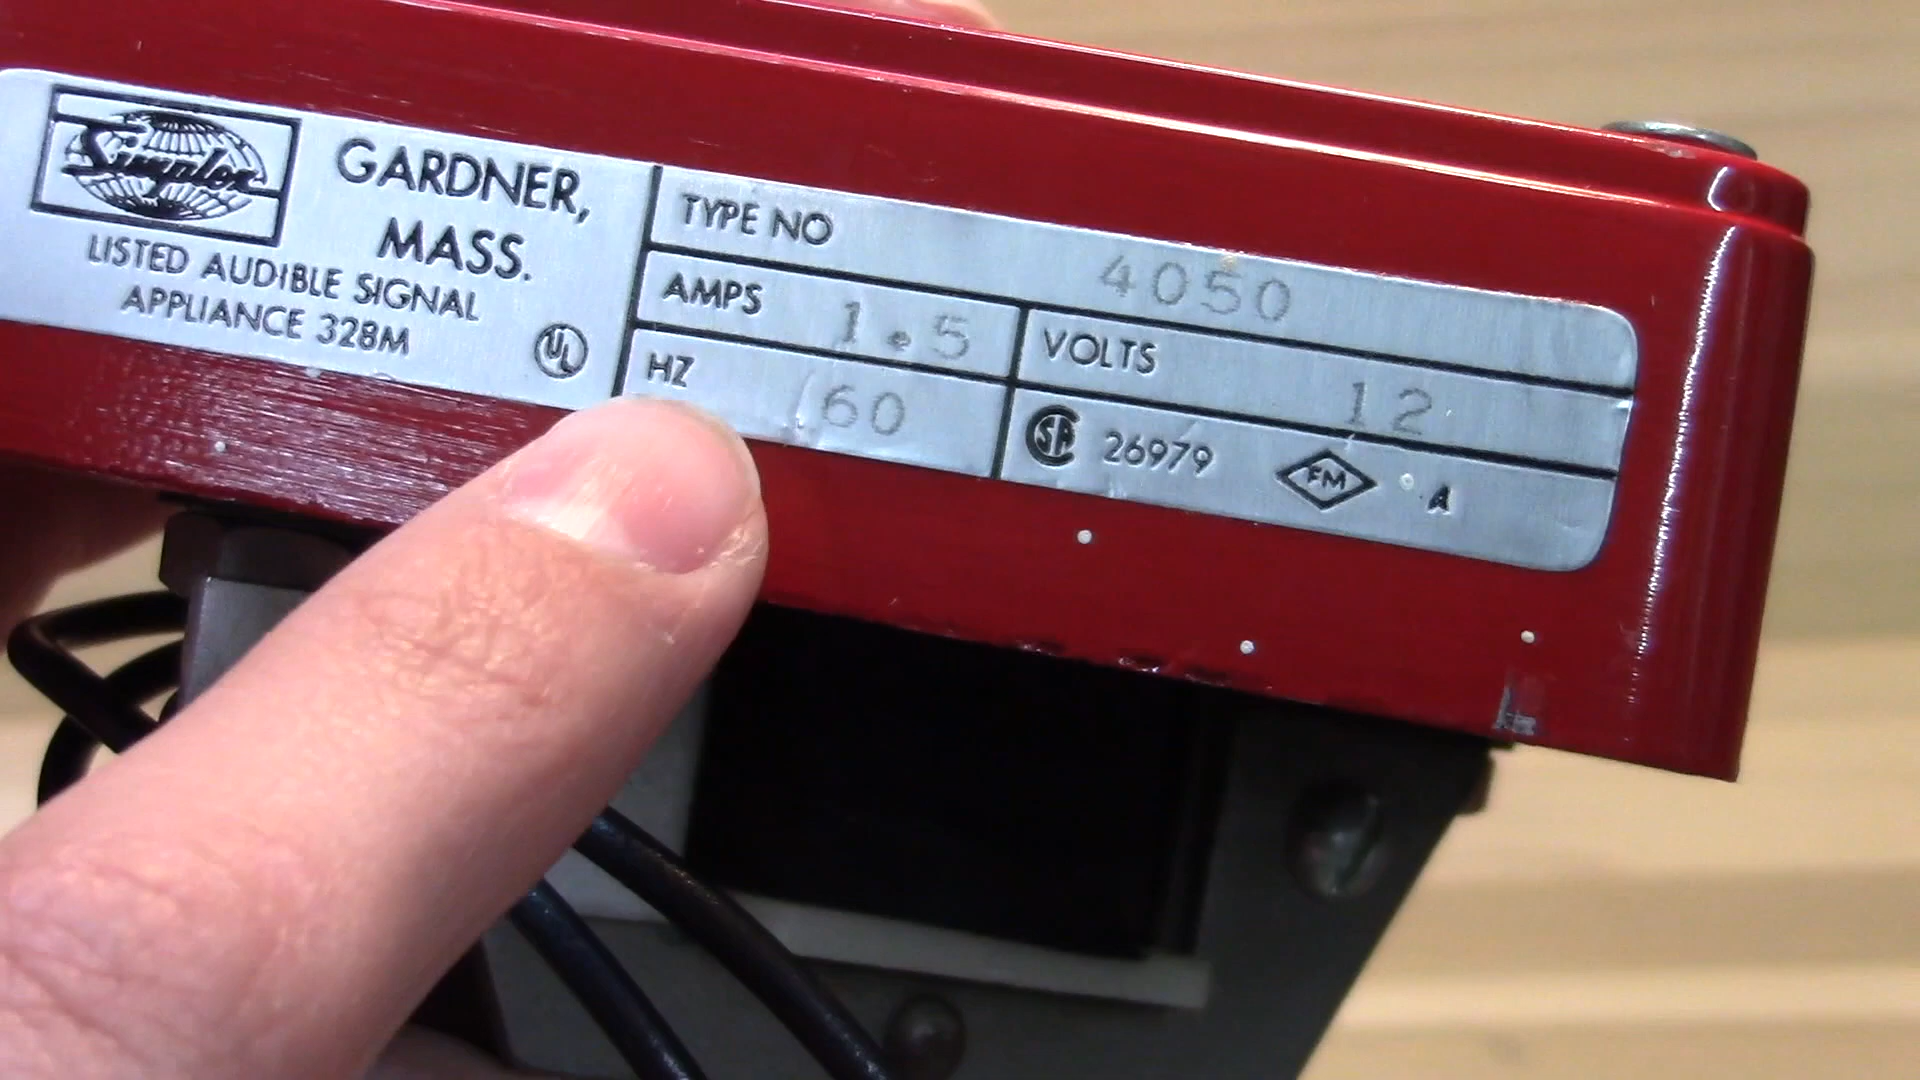 Simplex
GARDNER,
MASS.
LISTED AUDIBLE SIGNAL
APPLIANCE 328M
UL
TYPE NO 4050
AMPS 1.5
VOLTS 12
HZ 60
SA 26979 FM A